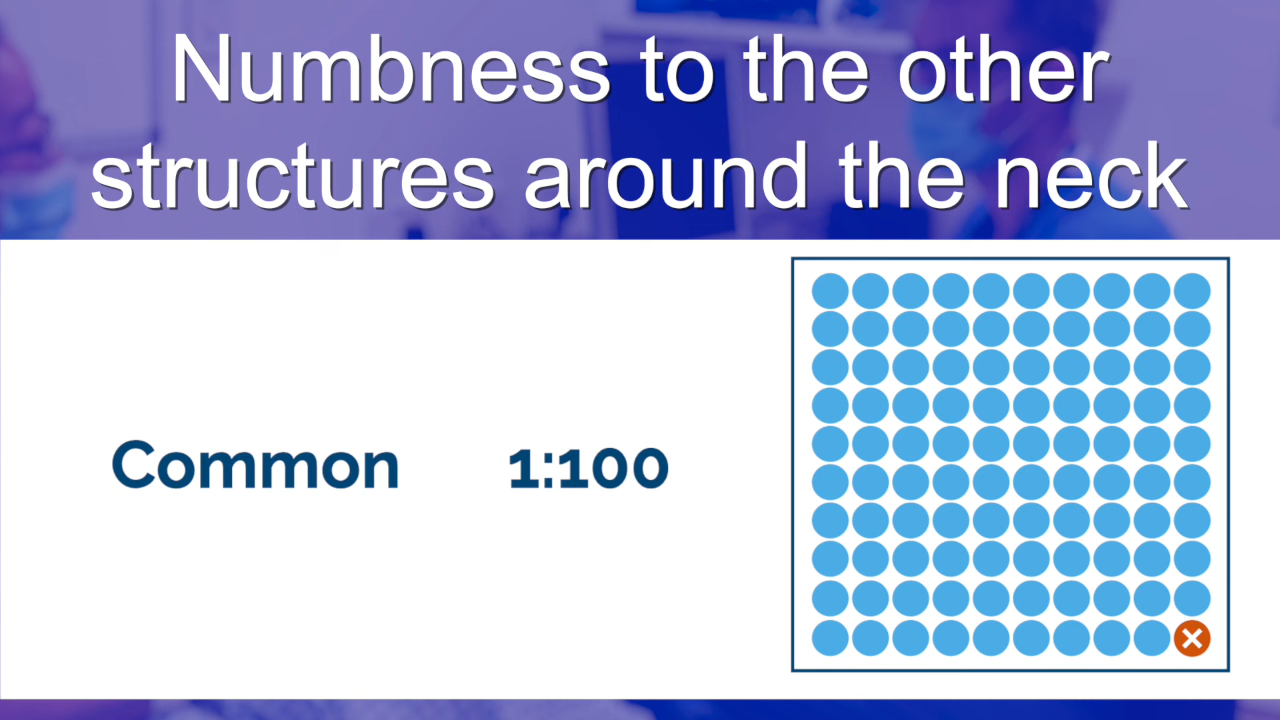 Numbness to the other
structures around the neck
Common 1:100